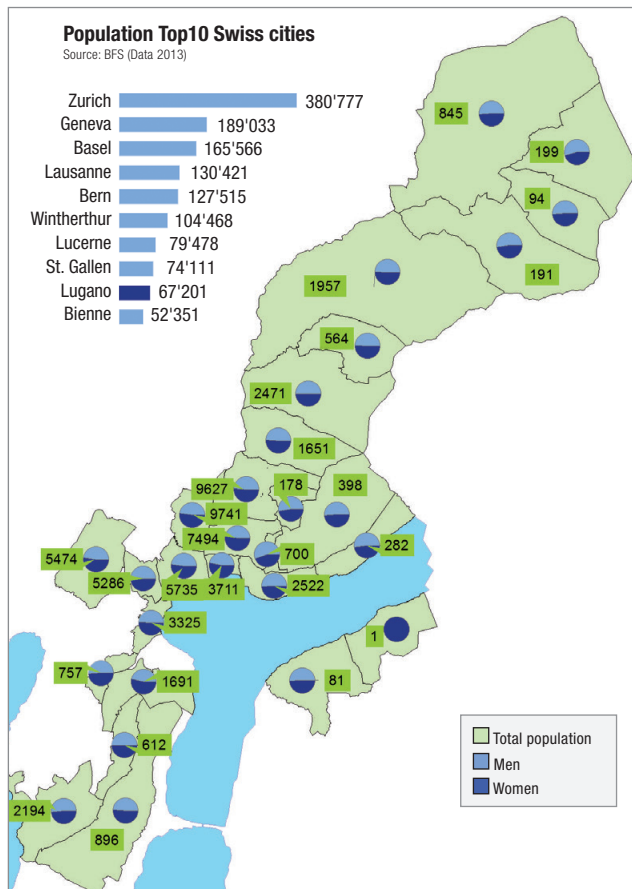 Population Top10 Swiss cities
Source: BFS (Data 2013)
Zurich 380'777
Geneva 189'033
Basel 165'566
Lausanne 130'421
Bern 127'515
Wintherthur 104'468
Lucerne 79'478
St. Gallen 74'111
Lugano 67'201
Bienne 52'351
845
199
94
191
1957
564
2471
1651
9627
178
398
9741
7494
700
282
5474
5286
5735
3711
2522
3325
1
757
1691
81
612
2194
896
Total population
Men
Women